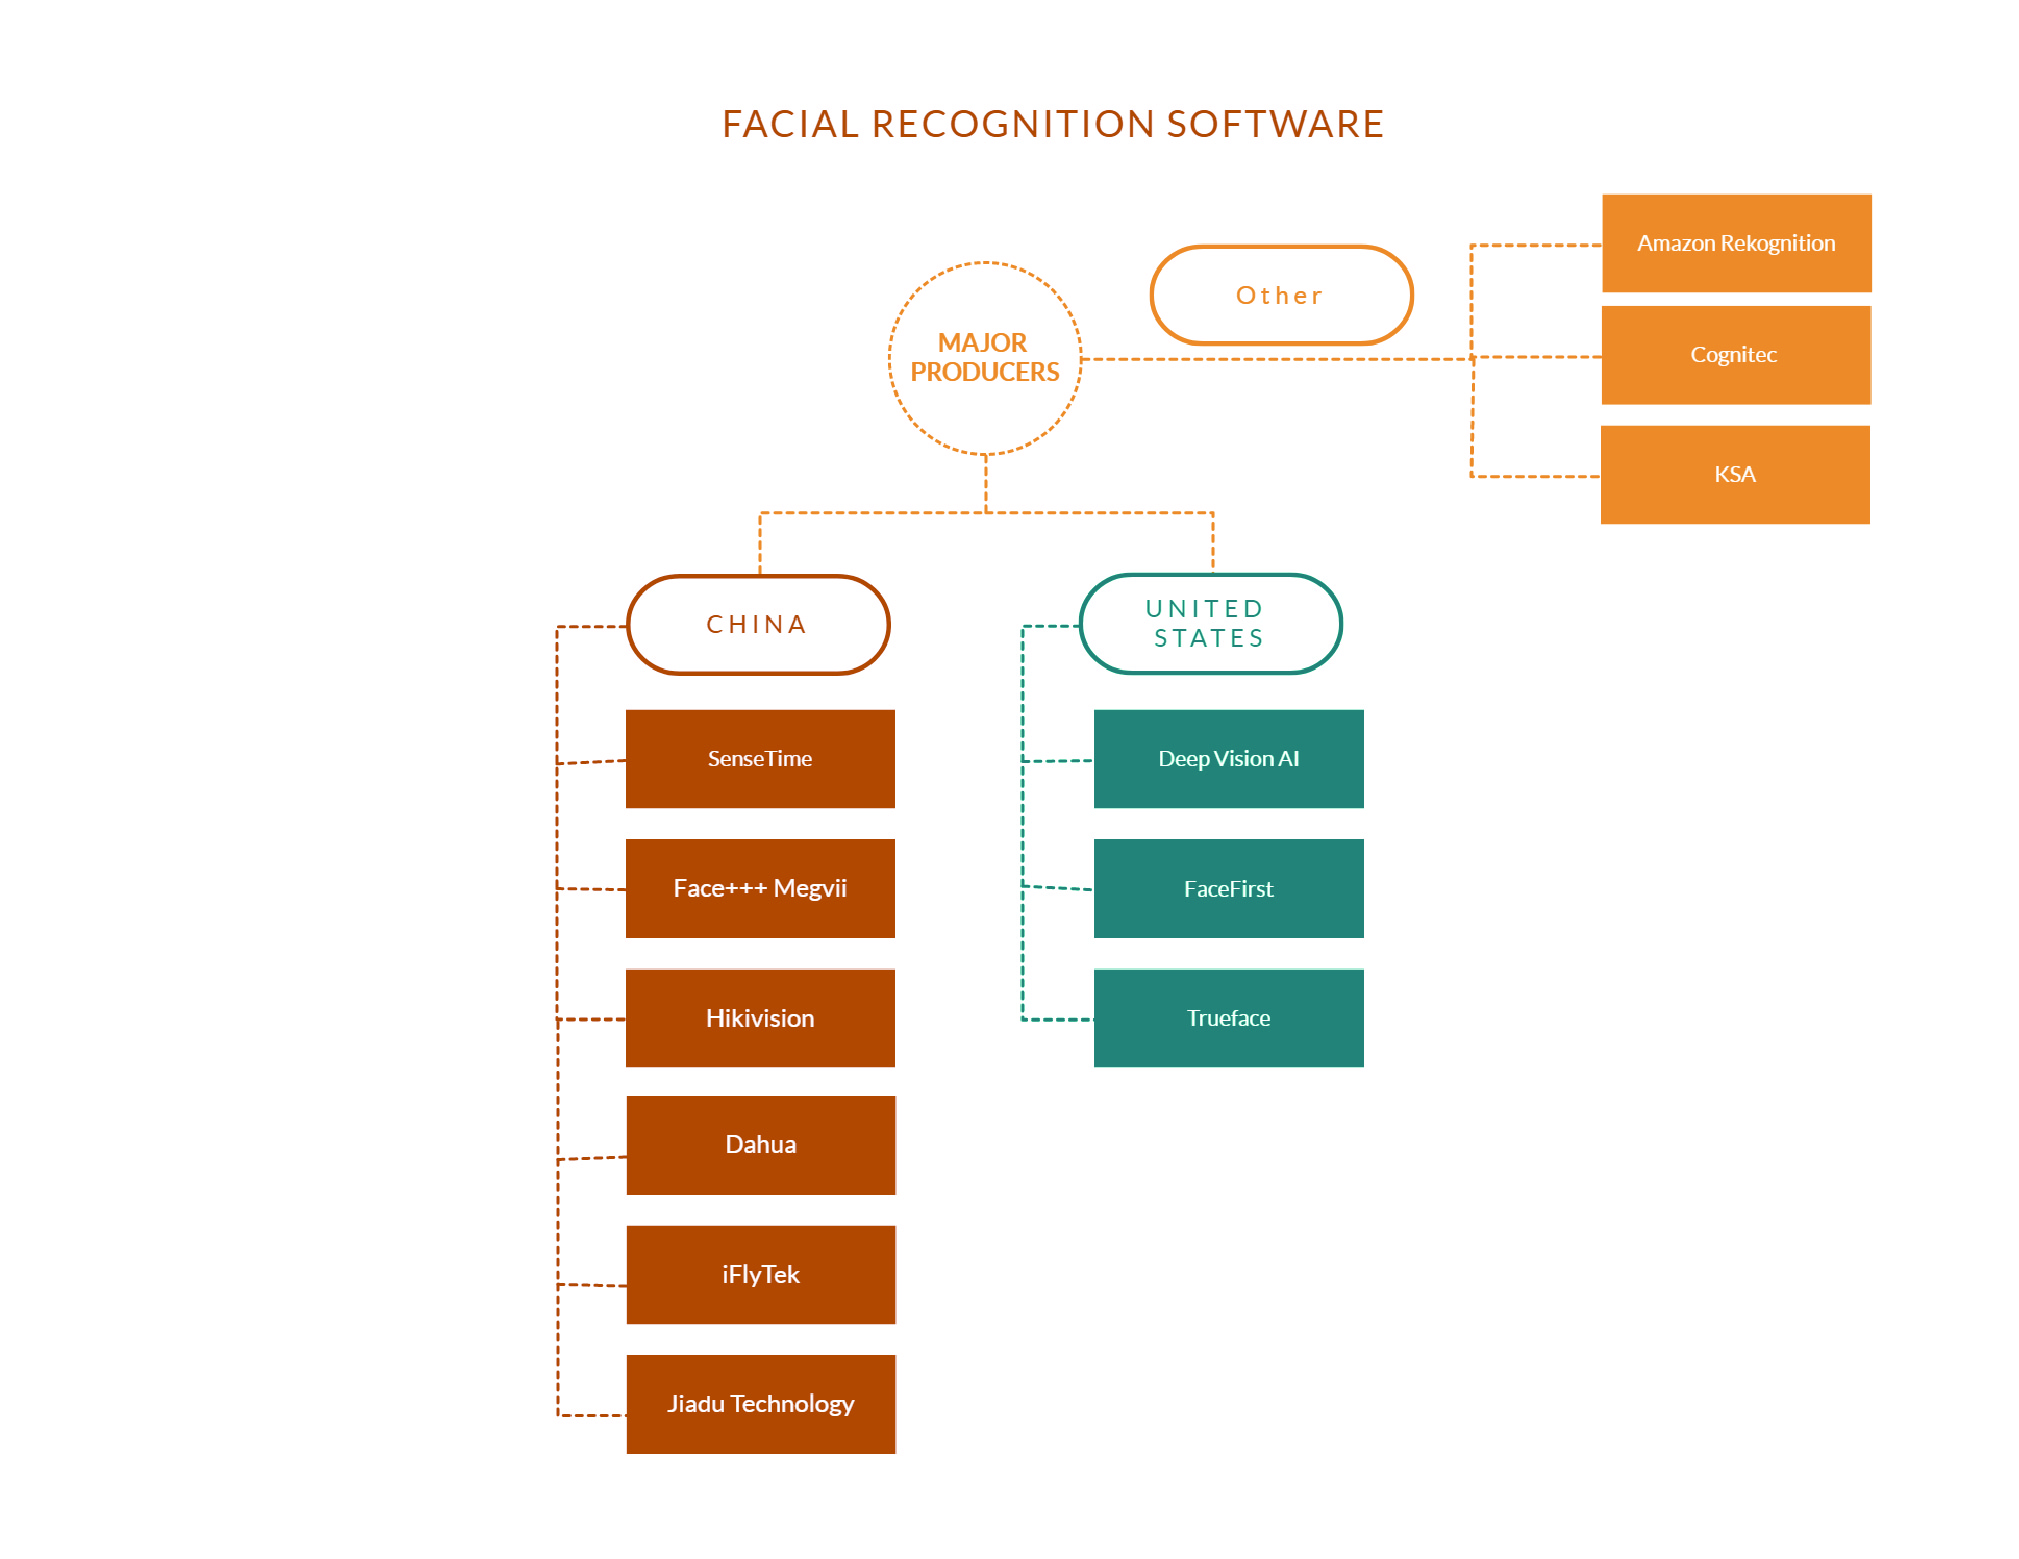 FACIAL RECOGNITION SOFTWARE
Amazon Rekognition
Other
MAJOR
PRODUCERS
Cognitec
KSA
CHINA
UNITED
STATES
SenseTime
Deep Vision AI
Face+++ Megvii
FaceFirst
Hikivision
Trueface
Dahua
iFlyTek
Jiadu Technology